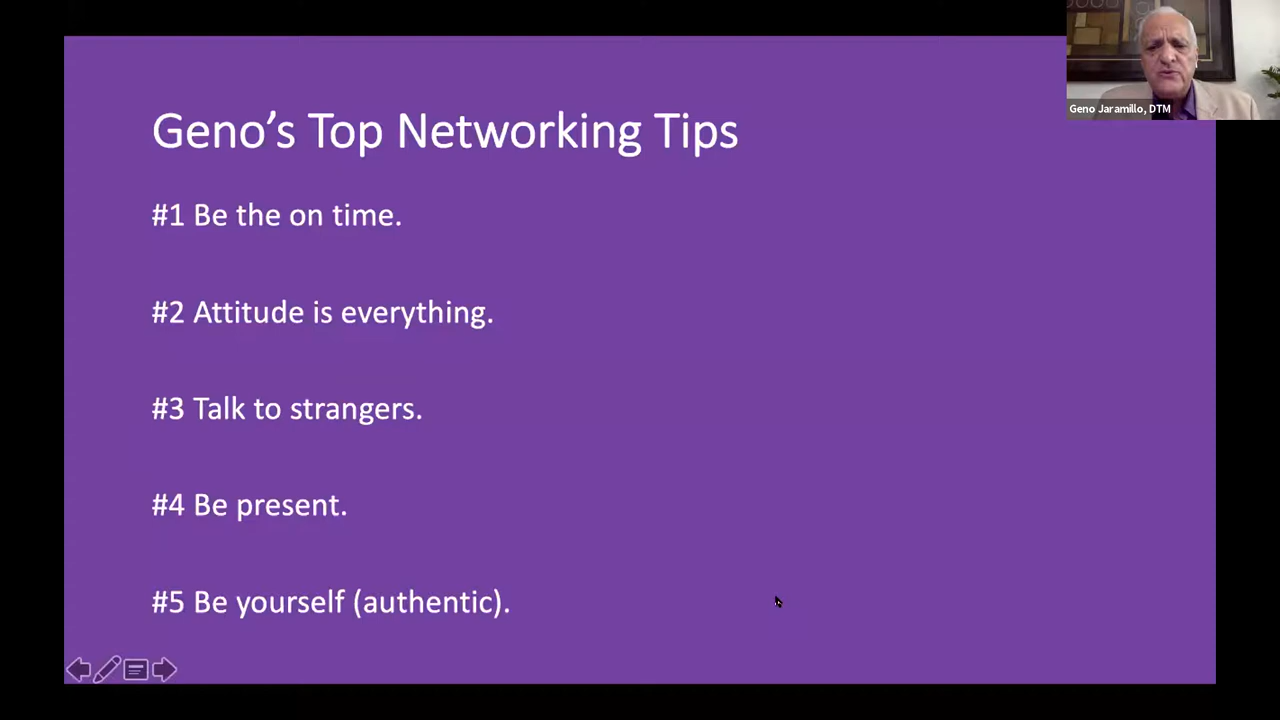 Geno Jaramillo, DTM
Geno’s Top Networking Tips
#1 Be the on time.
#2 Attitude is everything.
#3 Talk to strangers.
#4 Be present.
#5 Be yourself (authentic).